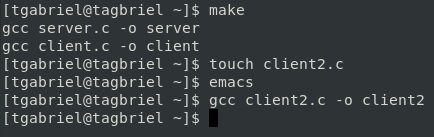 [tgabriel@tagbriel ~]$ make
gcc server.c -o server
gcc client.c -o client
[tgabriel@tagbriel ~]$ touch client2.c
[tgabriel@tagbriel ~]$ emacs
[tgabriel@tagbriel ~]$ gcc client2.c -o client2
[tgabriel@tagbriel ~]$